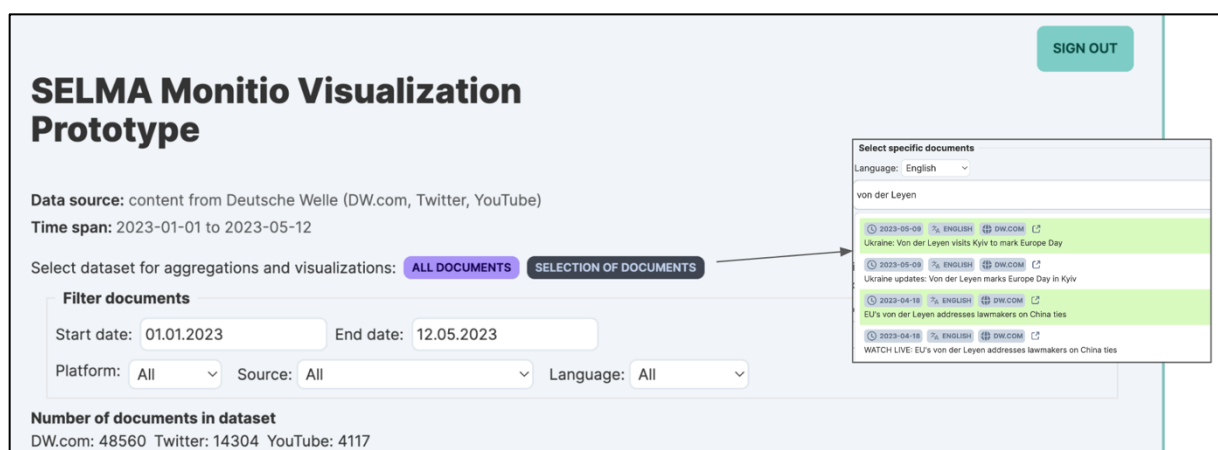 SIGN OUT
SELMA Monitio Visualization
Prototype
Data source: content from Deutsche Welle (DW.com, Twitter, YouTube)
Time span: 2023-01-01 to 2023-05-12
Select dataset for aggregations and visualizations: ALL DOCUMENTS SELECTION OF DOCUMENTS
Filter documents
Start date: 01.01.2023 End date: 12.05.2023
Platform: All Source: All Language: All
Number of documents in dataset
DW.com: 48560 Twitter: 14304 YouTube: 4117
Select specific documents
Language: English
von der Leyen
2023-05-09 ENGLISH DW.COM
Ukraine: Von der Leyen visits Kyiv to mark Europe Day
2023-05-09 ENGLISH DW.COM
Ukraine updates: Von der Leyen marks Europe Day in Kyiv
2023-04-18 ENGLISH DW.COM
EU's von der Leyen addresses lawmakers on China ties
2023-04-18 ENGLISH DW.COM
WATCH LIVE: EU's von der Leyen addresses lawmakers on China ties